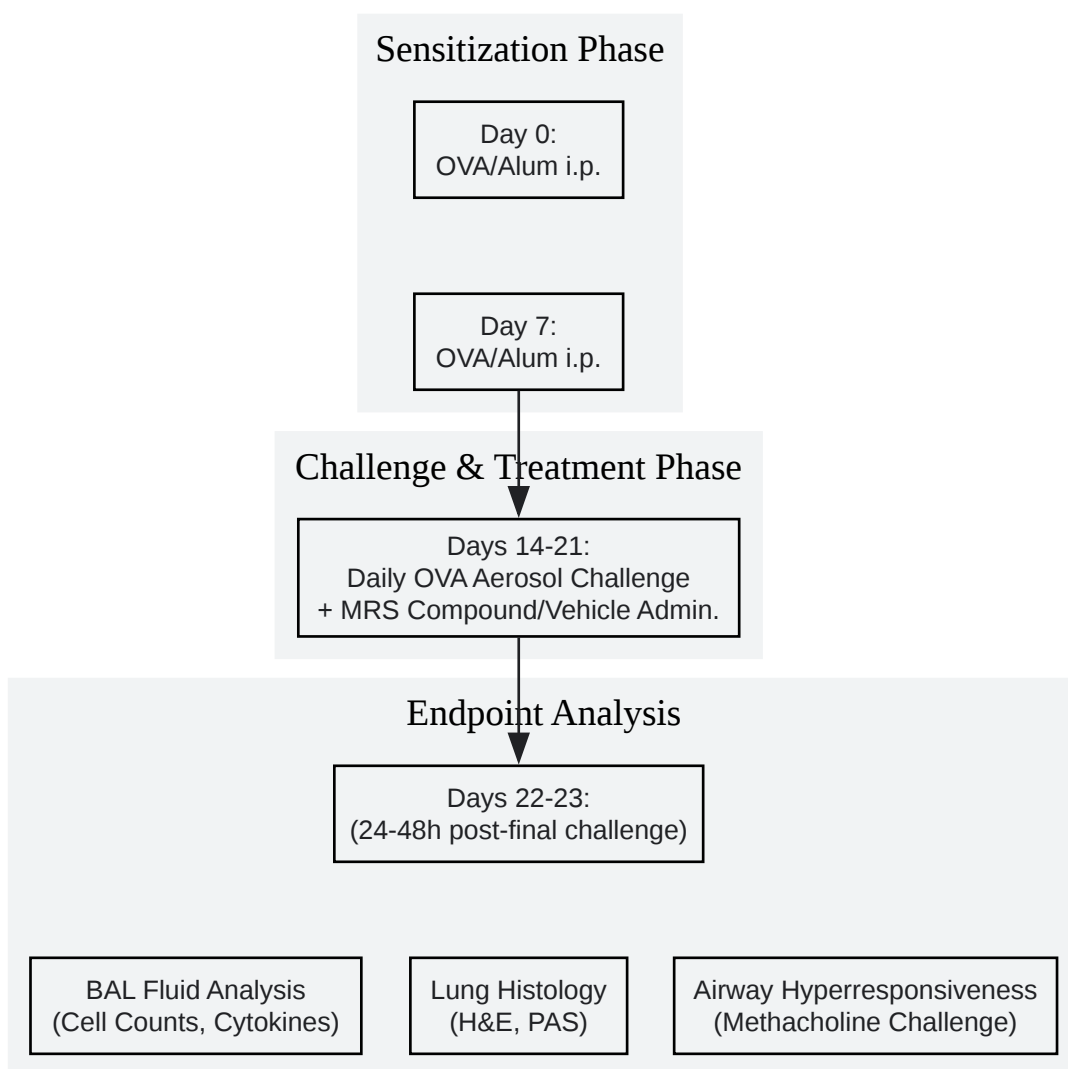 Sensitization Phase
Day 0:
OVA/Alum i.p.
Day 7:
OVA/Alum i.p.
Challenge & Treatment Phase
Days 14-21:
Daily OVA Aerosol Challenge
+ MRS Compound/Vehicle Admin.
Endpoint Analysis
Days 22-23:
(24-48h post-final challenge)
BAL Fluid Analysis
(Cell Counts, Cytokines)
Lung Histology
(H&E, PAS)
Airway Hyperresponsiveness
(Methacholine Challenge)